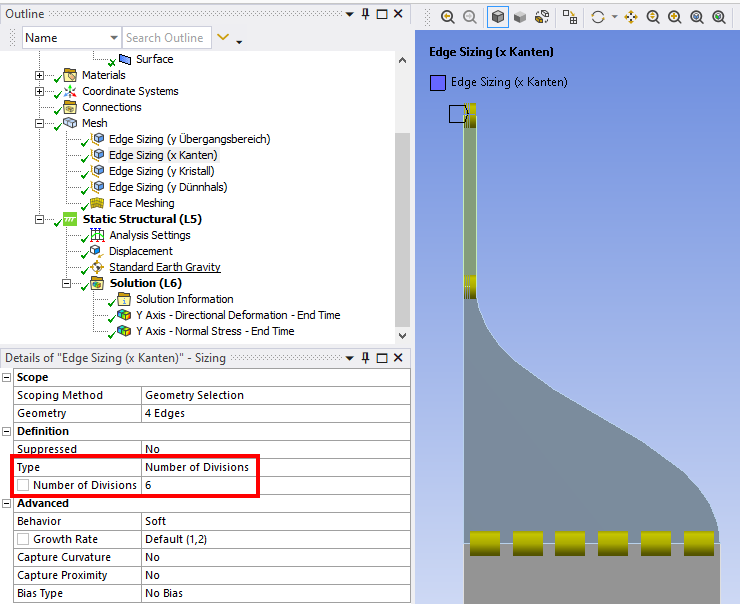 Outline
Name
Search Outline
Surface
Materials
Coordinate Systems
Connections
Mesh
Edge Sizing (y Übergangsbereich)
Edge Sizing (x Kanten)
Edge Sizing (y Kristall)
Edge Sizing (y Dünnhals)
Face Meshing
Static Structural (L5)
Analysis Settings
Displacement
Standard Earth Gravity
Solution (L6)
Solution Information
Y Axis - Directional Deformation - End Time
Y Axis - Normal Stress - End Time
Details of "Edge Sizing (x Kanten)" - Sizing
Scope
Scoping Method Geometry Selection
Geometry 4 Edges
Definition
Suppressed No
Type Number of Divisions
Number of Divisions 6
Advanced
Behavior Soft
Growth Rate Default (1,2)
Capture Curvature No
Capture Proximity No
Bias Type No Bias
Edge Sizing (x Kanten)
Edge Sizing (x Kanten)